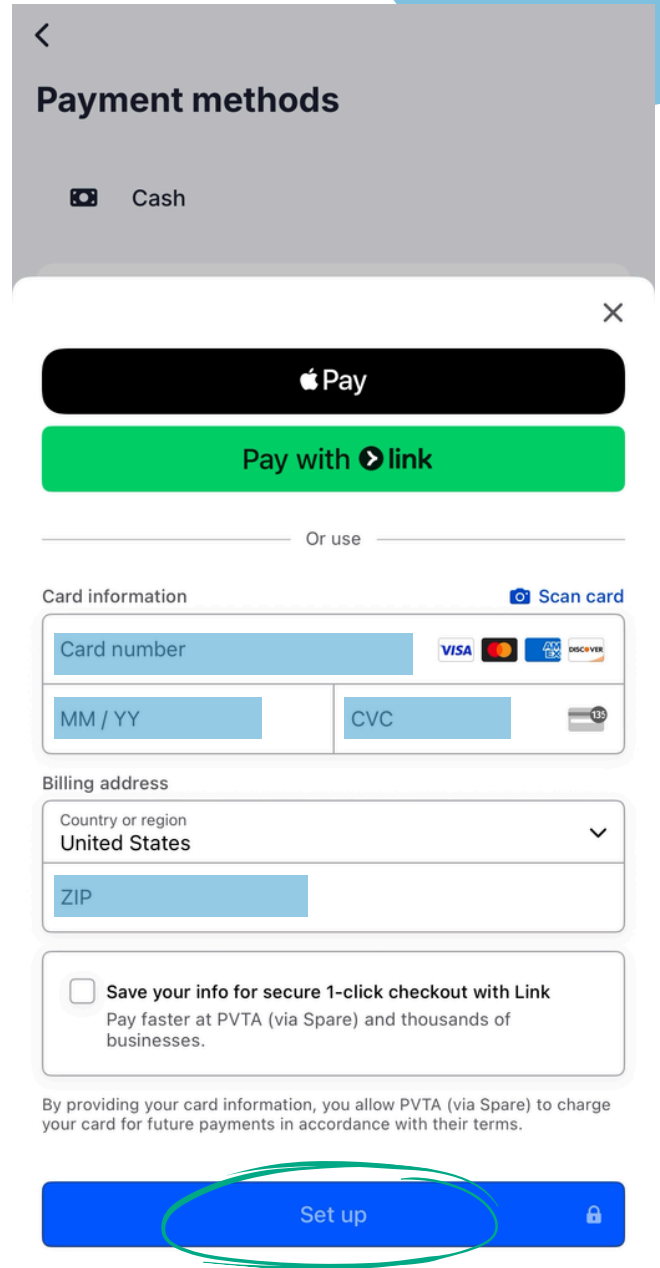 Payment methods
Cash
Pay
Pay with link
Or use
Card information
Scan card
Card number
VISA
AM
EX
DISCOVER
MM / YY
CVC
135
Billing address
Country or region
United States
ZIP
Save your info for secure 1-click checkout with Link
Pay faster at PVTA (via Spare) and thousands of
businesses.
By providing your card information, you allow PVTA (via Spare) to charge
your card for future payments in accordance with their terms.
Set up